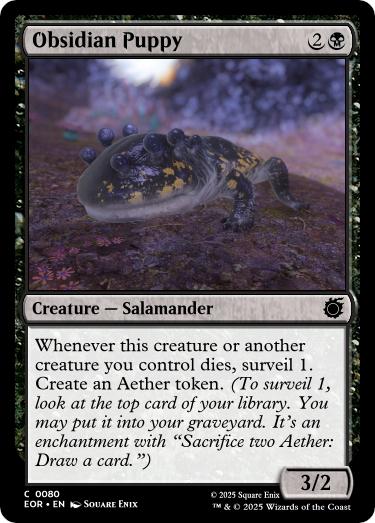 Obsidian Puppy 2
Creature — Salamander
Whenever this creature or another
creature you control dies, surveil 1.
Create an Aether token. (To surveil 1,
look at the top card of your library. You
may put it into your graveyard. It's an
enchantment with “Sacrifice two Aether:
Draw a card.”)
3/2
C 0080
EOR • EN SQUARE ENIX
© 2025 Square Enix
™ & © 2025 Wizards of the Coast